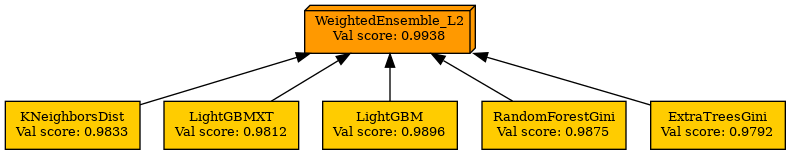 WeightedEnsemble_L2
Val score: 0.9938
KNeighborsDist
Val score: 0.9833
LightGBMXT
Val score: 0.9812
LightGBM
Val score: 0.9896
RandomForestGini
Val score: 0.9875
ExtraTreesGini
Val score: 0.9792